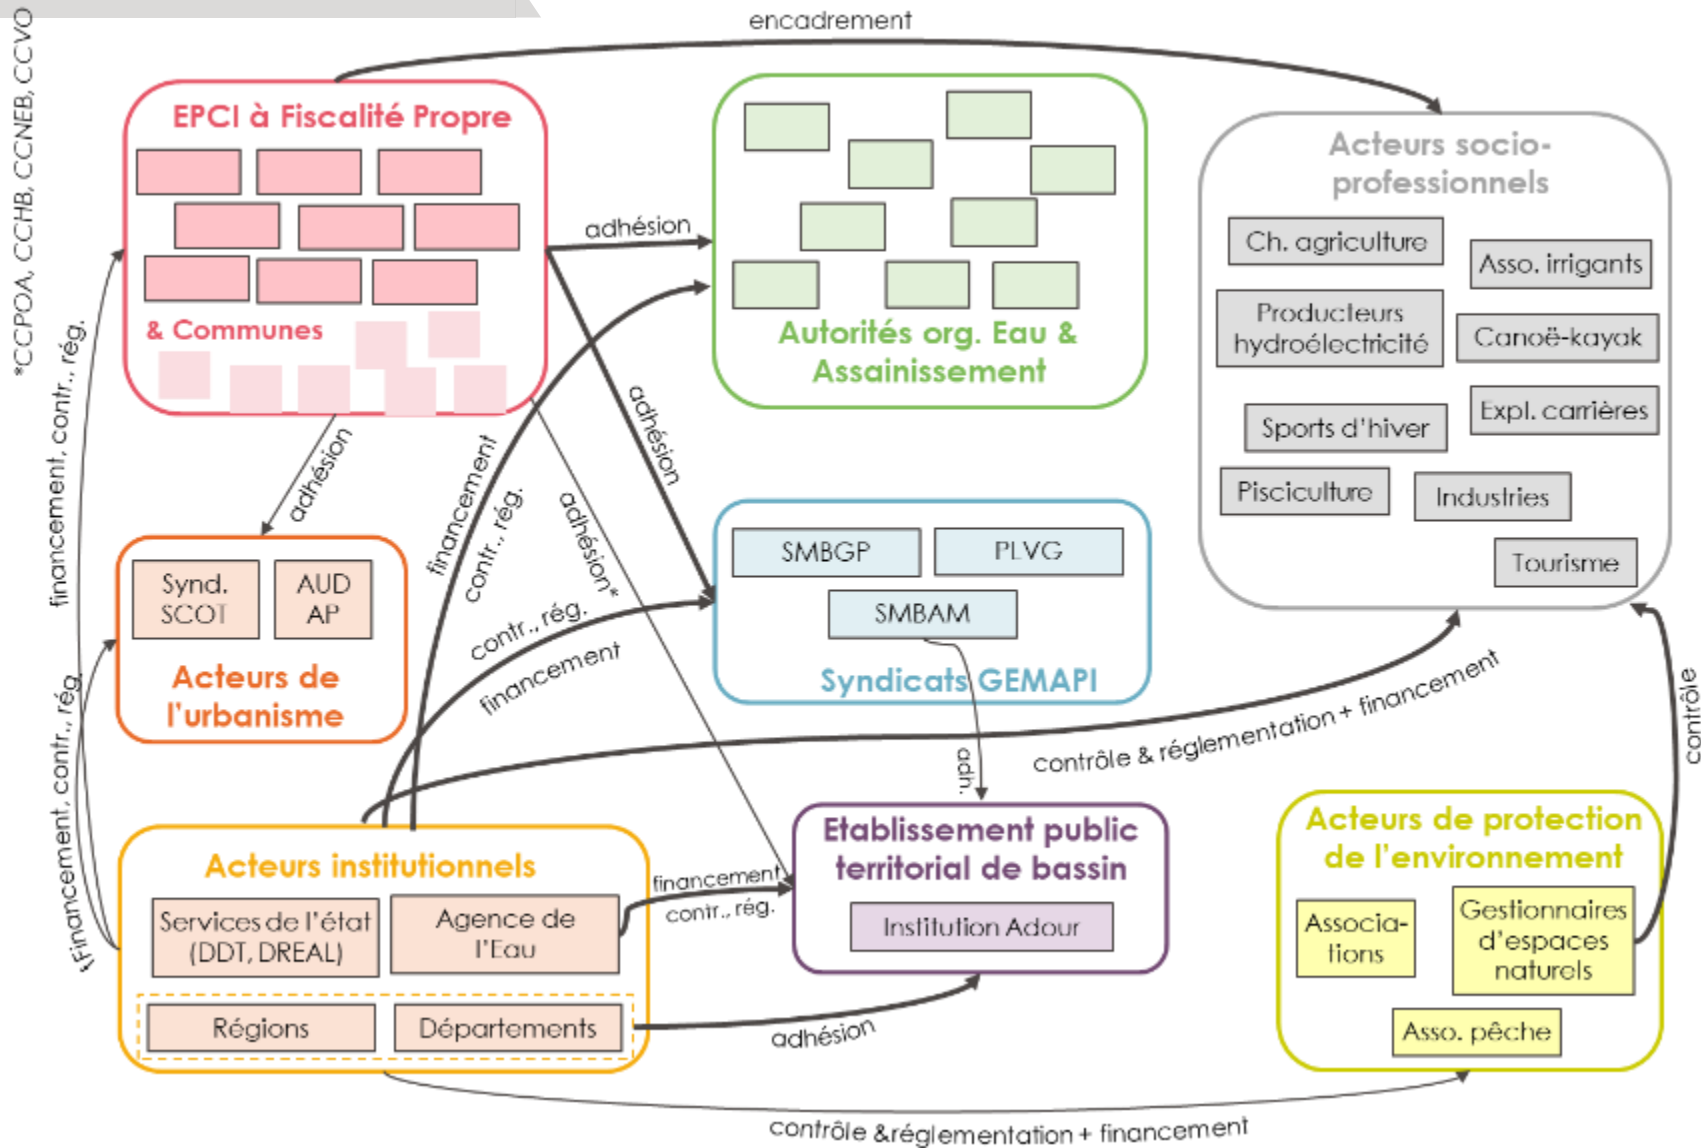 *CCPOA, CCHB, CCNEB, CCVO
encadrement
EPCI à Fiscalité Propre
& Communes
adhésion
Autorités org. Eau &
Assainissement
Acteurs socio-
professionnels
Ch. agriculture
Asso. irrigants
Producteurs
hydroélectricité
Canoë-kayak
Expl. carrières
Sports d'hiver
Pisciculture
Industries
Tourisme
financement, contr., rég.
adhésion
financement
contr., rég.
adhésion*
adhésion
Synd.
SCOT
AUD
AP
Acteurs de
l'urbanisme
SMBGP
PLVG
SMBAM
Syndicats GEMAPI
contr., rég.
financement
(Financement, contr., rég.
adh.
contrôle & réglementation + financement
contrôle
Acteurs institutionnels
Services de l'état
(DDT, DREAL)
Agence de
l'Eau
Régions
Départements
financement
contr., rég.
adhésion
Etablissement public
territorial de bassin
Institution Adour
Acteurs de protection
de l'environnement
Associa-
tions
Gestionnaires
d'espaces
naturels
Asso. pêche
contrôle &réglementation + financement